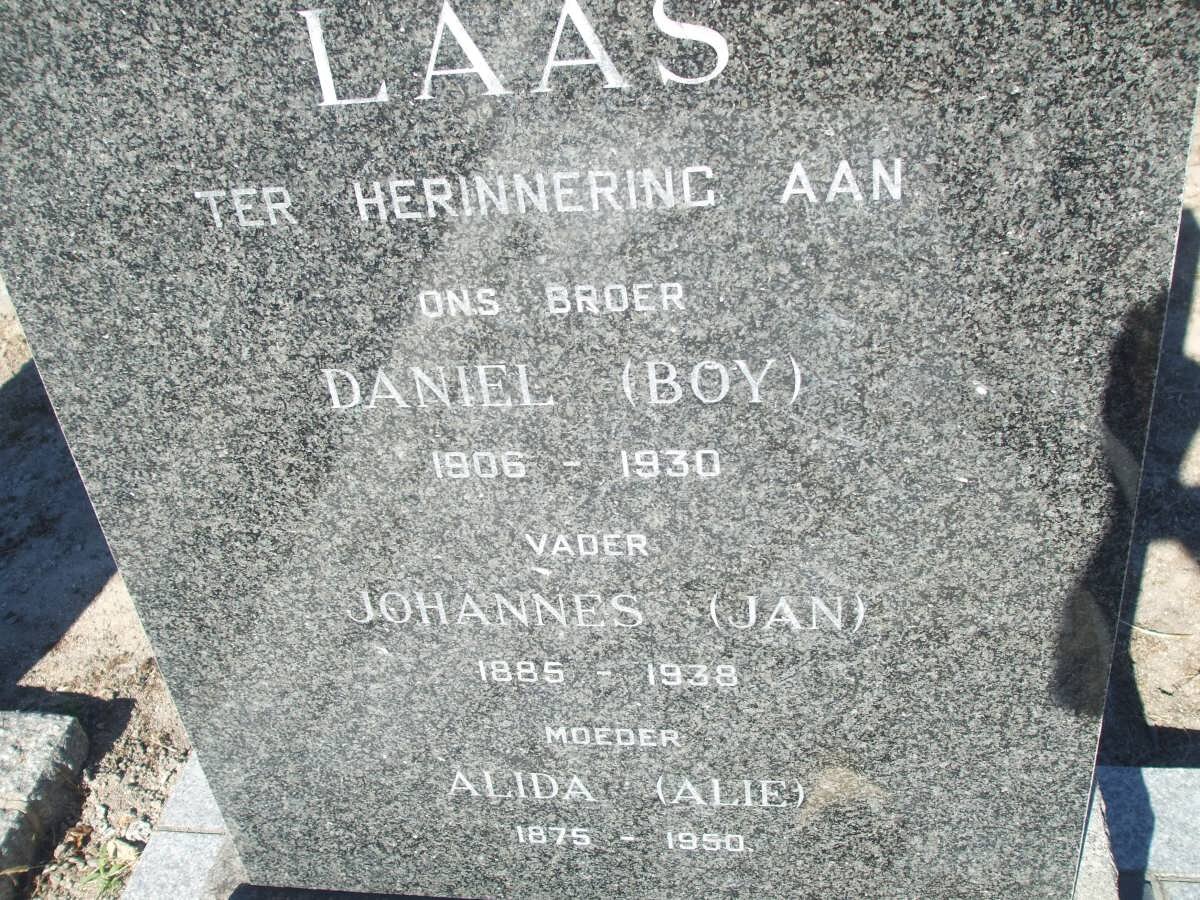 LAAS
TER HERINNERING AAN
ONS BROER
DANIEL (BOY)
1906 - 1930
VADER
JOHANNES (JAN)
1885 - 1938
MOEDER
ALIDA (ALIE)
1875 - 1950